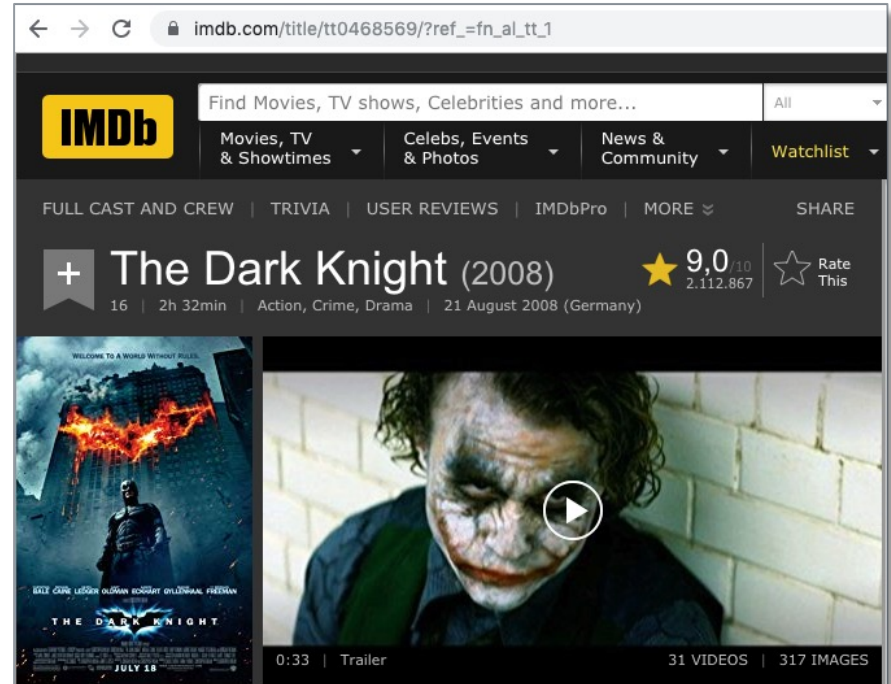 imdb.com/title/tt0468569/?ref_=fn_al_tt_1
IMDb
Find Movies, TV shows, Celebrities and more...
All
Movies, TV
& Showtimes
Celebs, Events
& Photos
News &
Community
Watchlist
FULL CAST AND CREW | TRIVIA | USER REVIEWS | IMDbPro | MORE
SHARE
+ The Dark Knight (2008)
9,0/10
2.112.867
Rate
This
16 | 2h 32min | Action, Crime, Drama | 21 August 2008 (Germany)
WELCOME TO A WORLD WITHOUT RULES.
BALE CAINE LEDGER OLDMAN ECKHART GYLLENHAAL FREEMAN
THE DARK KNIGHT
JULY 18
0:33 | Trailer
31 VIDEOS | 317 IMAGES